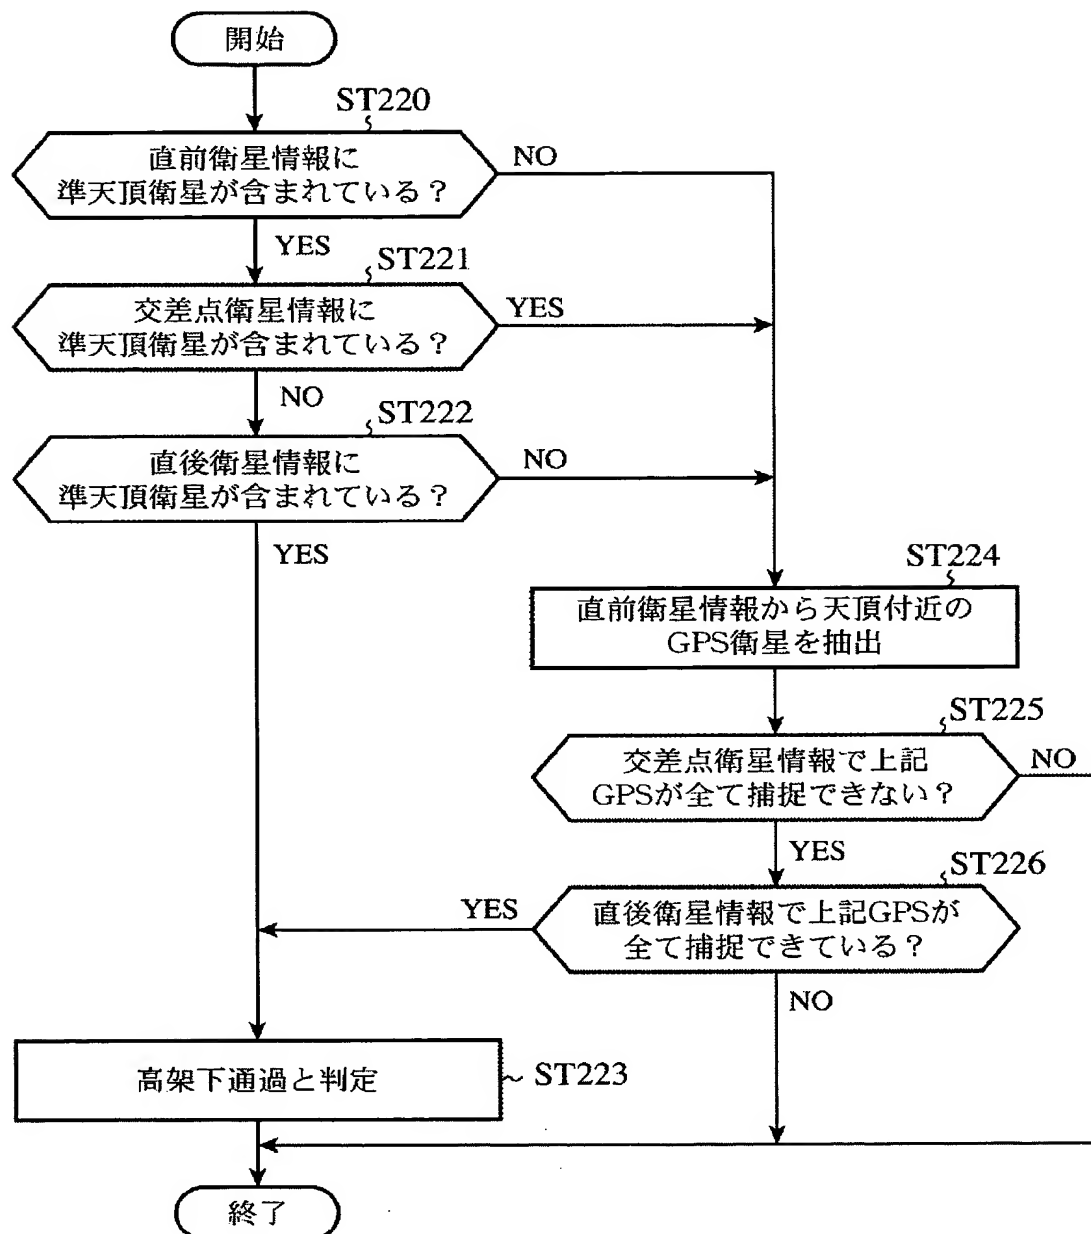 開始
ST220
直前衛星情報に
準天頂衛星が含まれている?
NO
YES
ST221
交差点衛星情報に
準天頂衛星が含まれている?
YES
NO
ST222
直後衛星情報に
準天頂衛星が含まれている?
NO
YES
ST224
直前衛星情報から天頂付近の
GPS衛星を抽出
ST225
交差点衛星情報で上記
GPSが全て捕捉できない?
NO
YES
ST226
直後衛星情報で上記GPSが
全て捕捉できている?
YES
NO
高架下通過と判定
ST223
終了